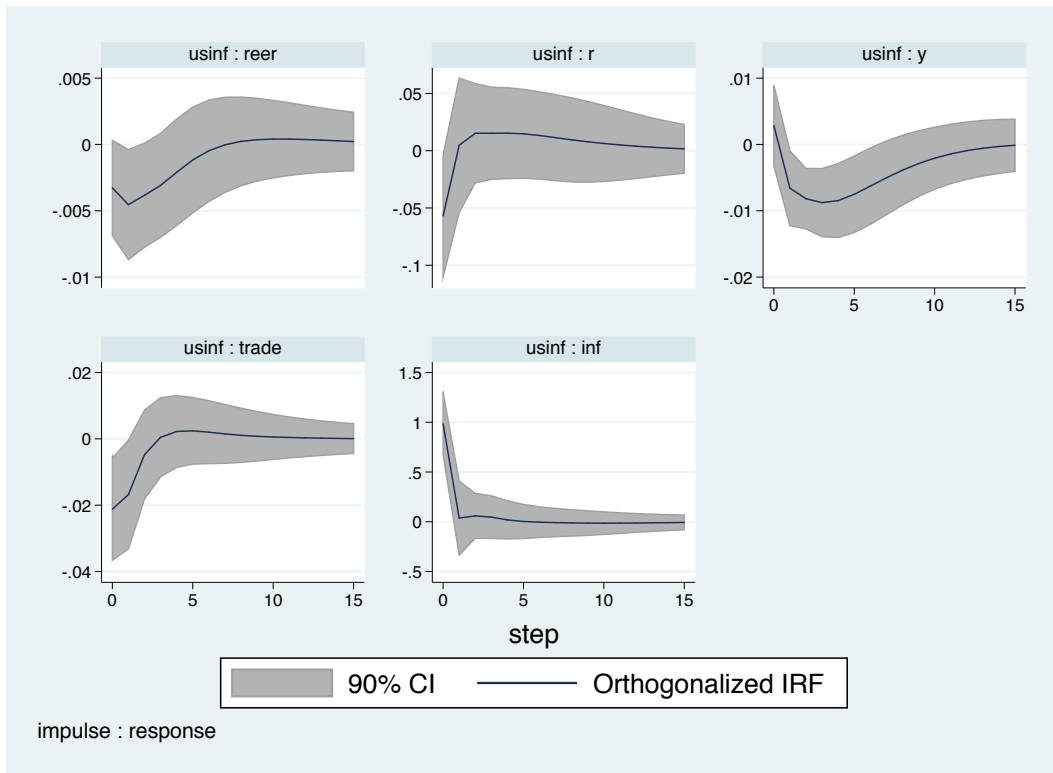 usinf : reer
usinf : r
usinf : y
.005
0
-.005
-.01
.05
0
-.05
-.1
.01
0
-.01
-.02
0 5 10 15
usinf : trade
usinf : inf
.02
0
-.02
-.04
0 5 10 15
1.5
1
.5
0
-.5
0 5 10 15
step
90% CI
Orthogonalized IRF
impulse : response